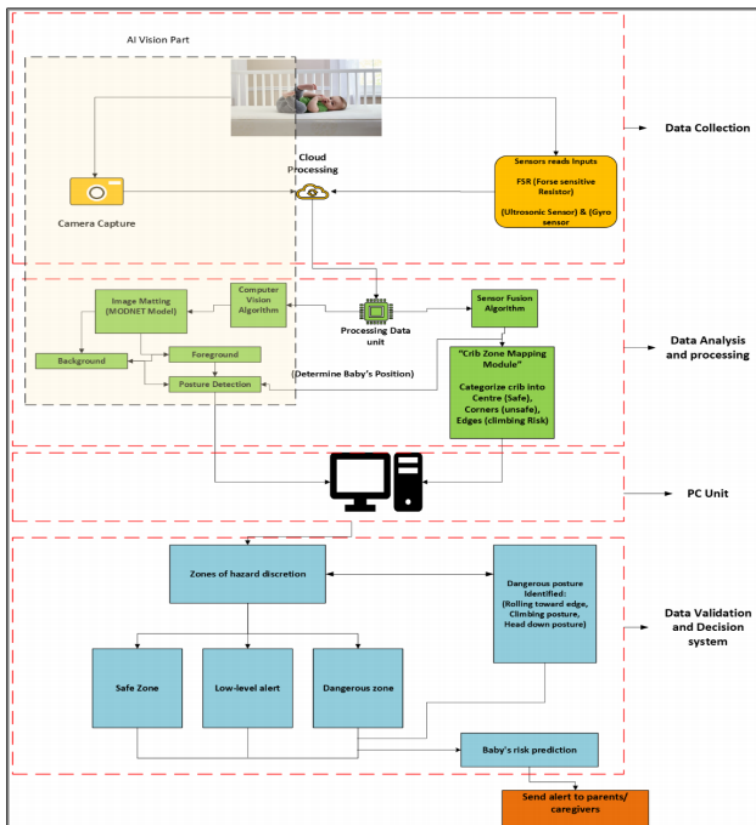 AI Vision Part
Cloud
Processing
Camera Capture
Sensors reads Inputs
FSR (Forse sensitive
Resistor)
(Ultrosonic Sensor) & (Gyro
sensor
Data Collection
Image Matting
(MODNET Model)
Computer
Vision
Algorithm
Processing Data
unit
Sensor Fusion
Algorithm
Background
Foreground
Posture Detection
(Determine Baby's Position)
"Crib Zone Mapping
Module"
Categorize crib into
Centre (Safe),
Corners (unsafe),
Edges (climbing Risk)
Data Analysis
and processing
PC Unit
Zones of hazard discretion
Dangerous posture
Identified:
(Rolling toward edge,
Climbing posture,
Head down posture)
Safe Zone
Low-level alert
Dangerous zone
Data Validation
and Decision
system
Baby's risk prediction
Send alert to parents/
caregivers